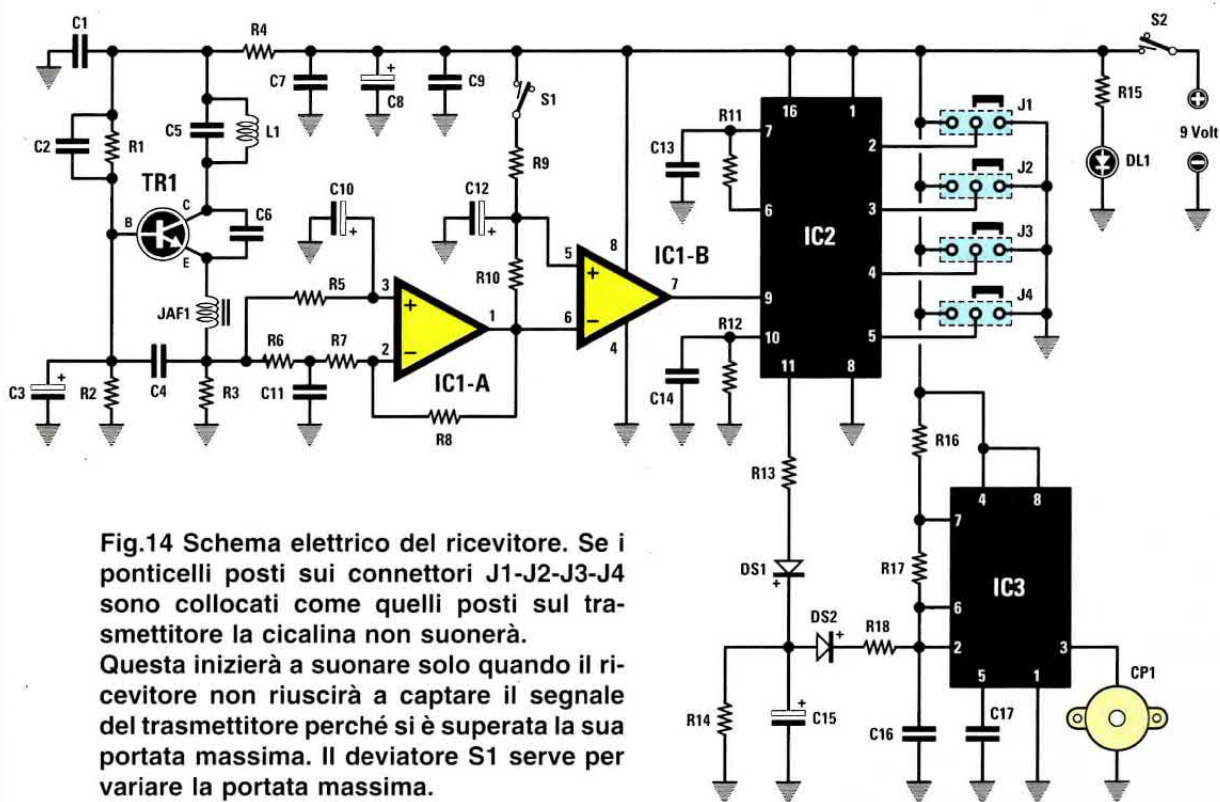 C1
R4
S2
C7
C8
+
C9
S1
C2
R1
C5
L1
TR1
B
C
E
C6
JAF1
C10
+
C12
+
R9
R10
R5
R6
R7
R8
3
+
2
−
1
IC1-A
5
+
6
−
8
7
4
IC1-B
C3
+
R2
C4
R3
C11
C13
R11
R12
C14
16
1
7
6
9
10
11
8
2
3
4
5
IC2
J1
J2
J3
J4
R15
DL1
+
9 Volt
−
R13
DS1
+
DS2
+
R18
R14
C15
+
R16
R17
C16
C17
4
8
7
6
2
5
1
3
IC3
CP1
Fig.14 Schema elettrico del ricevitore. Se i
ponticelli posti sui connettori J1-J2-J3-J4
sono collocati come quelli posti sul tra-
smettitore la cicalina non suonerà.
Questa inizierà a suonare solo quando il ri-
cevitore non riuscirà a captare il segnale
del trasmettitore perché si è superata la sua
portata massima. Il deviatore S1 serve per
variare la portata massima.